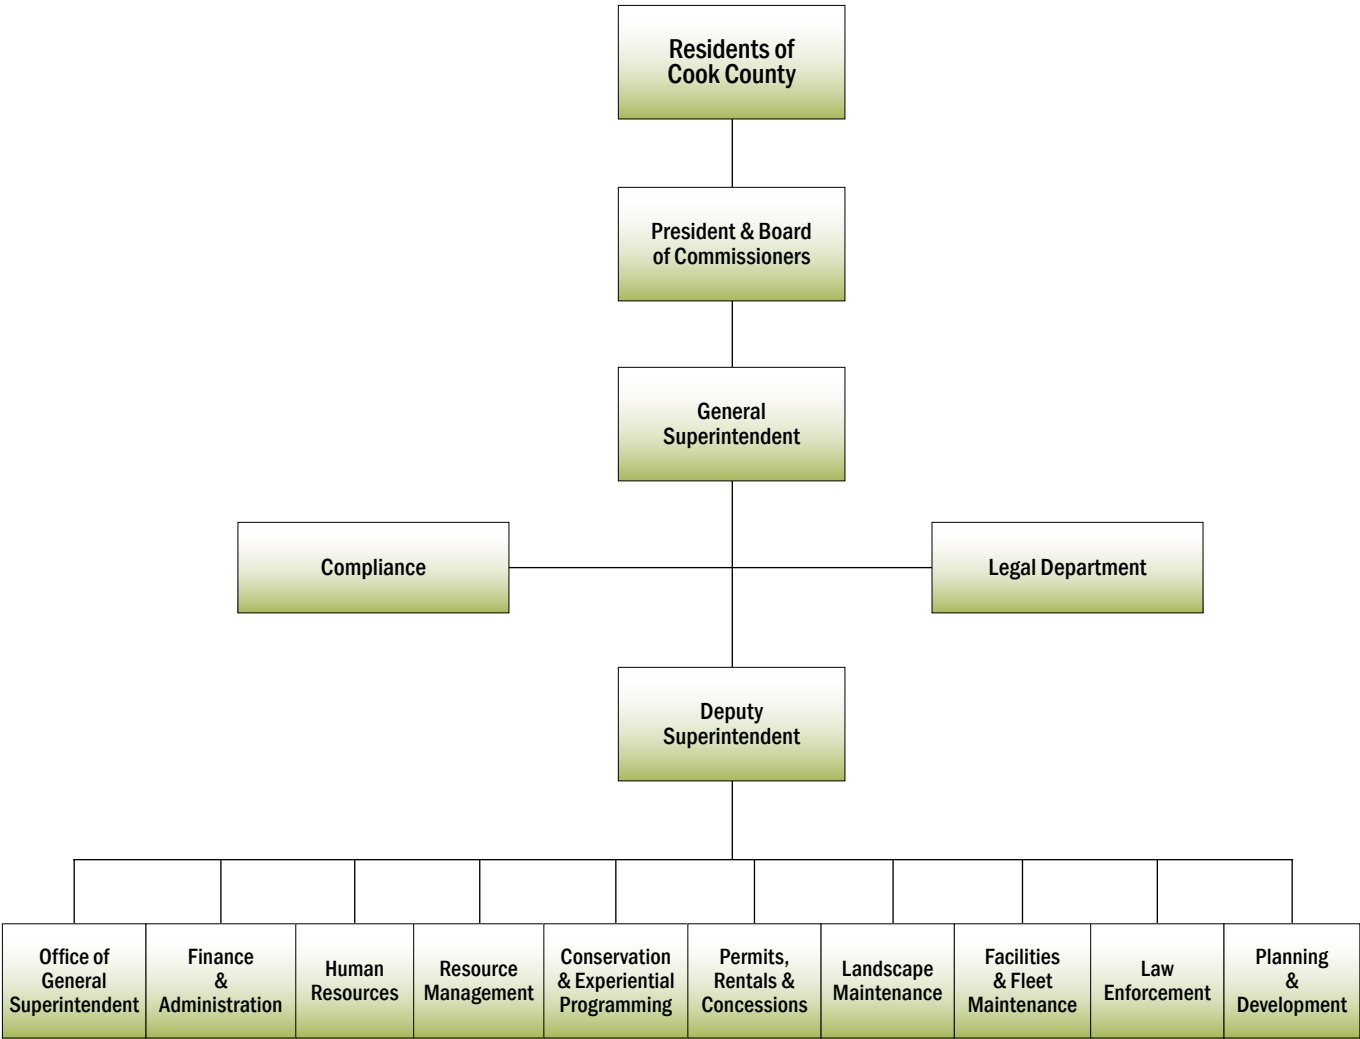 Residents of
Cook County
President & Board
of Commissioners
General
Superintendent
Compliance
Legal Department
Deputy
Superintendent
Office of
General
Superintendent
Finance
&
Administration
Human
Resources
Resource
Management
Conservation
& Experiential
Programming
Permits,
Rentals &
Concessions
Landscape
Maintenance
Facilities
& Fleet
Maintenance
Law
Enforcement
Planning
&
Development